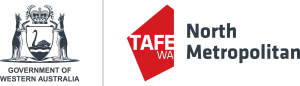 GOVERNMENT OF
WESTERN AUSTRALIA
TAFE
WA
North
Metropolitan